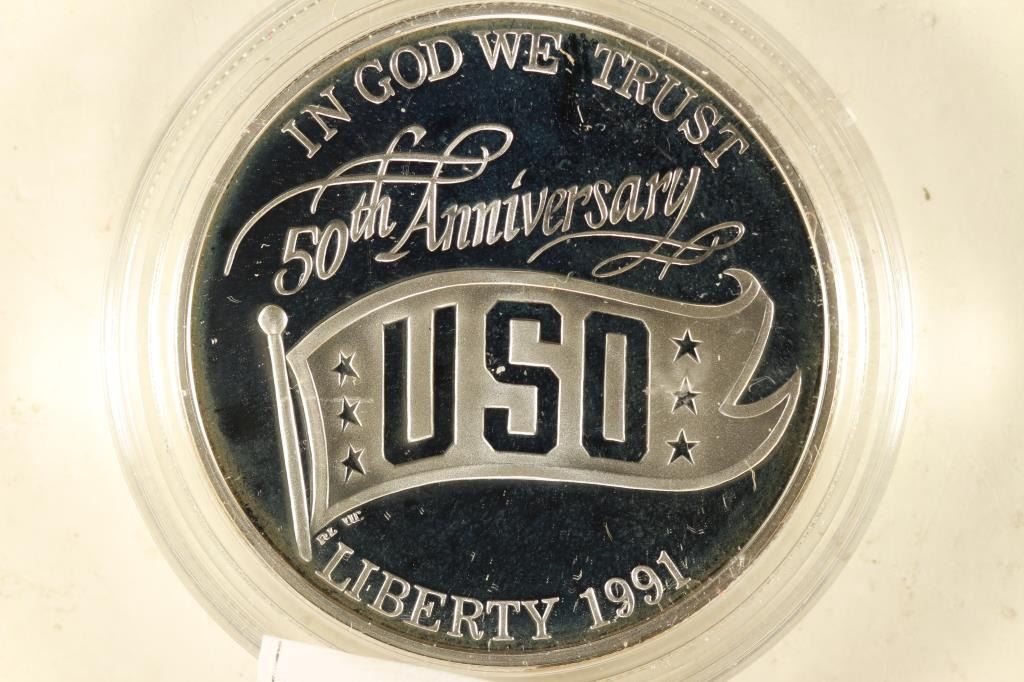 IN GOD WE TRUST
50th Anniversary
USO
LIBERTY 1991